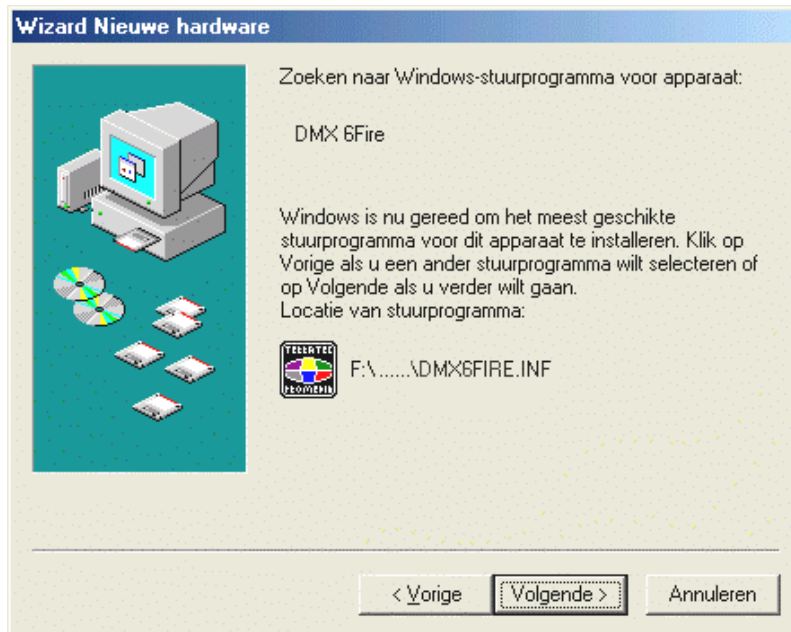 Wizard Nieuwe hardware
Zoeken naar Windows-stuurprogramma voor apparaat:
DMX 6Fire
Windows is nu gereed om het meest geschikte
stuurprogramma voor dit apparaat te installeren. Klik op
Vorige als u een ander stuurprogramma wilt selecteren of
op Volgende als u verder wilt gaan.
Locatie van stuurprogramma:
TERRATEC
PROMEDIA
F:\......\DMX6FIRE.INF
< Vorige
Volgende >
Annuleren